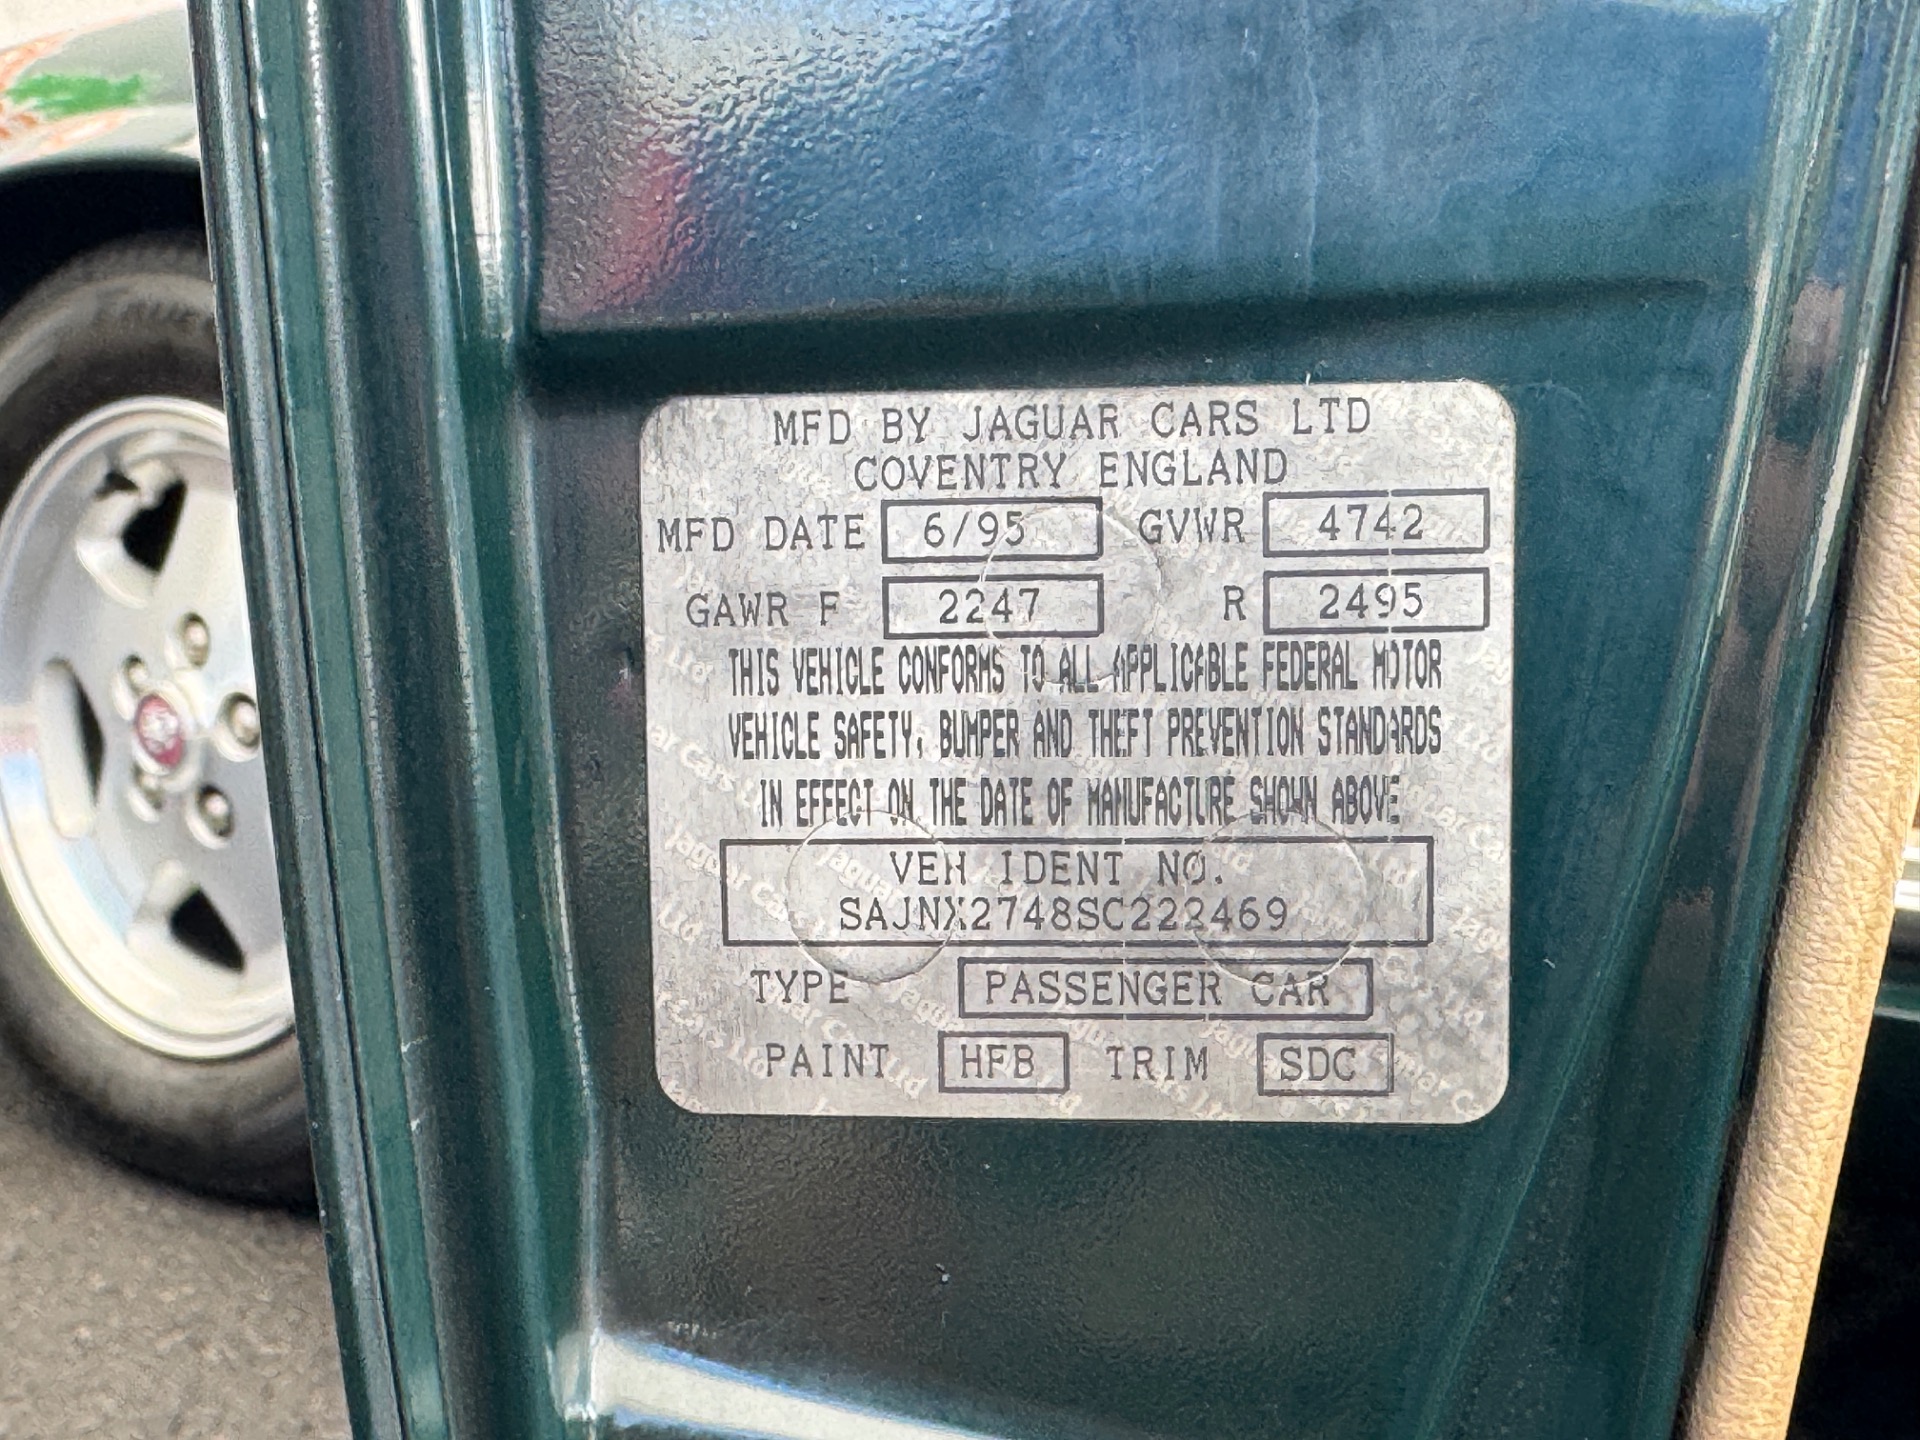 MFD BY JAGUAR CARS LTD
COVENTRY ENGLAND
MFD DATE 6/95 GVWR 4742
GAWR F 2247 R 2495
THIS VEHICLE CONFORMS TO ALL APPLICABLE FEDERAL MOTOR
VEHICLE SAFETY, BUMPER AND THEFT PREVENTION STANDARDS
IN EFFECT ON THE DATE OF MANUFACTURE SHOWN ABOVE
VEH IDENT NO.
SAJNX2748SC222469
TYPE PASSENGER CAR
PAINT HFB TRIM SDC